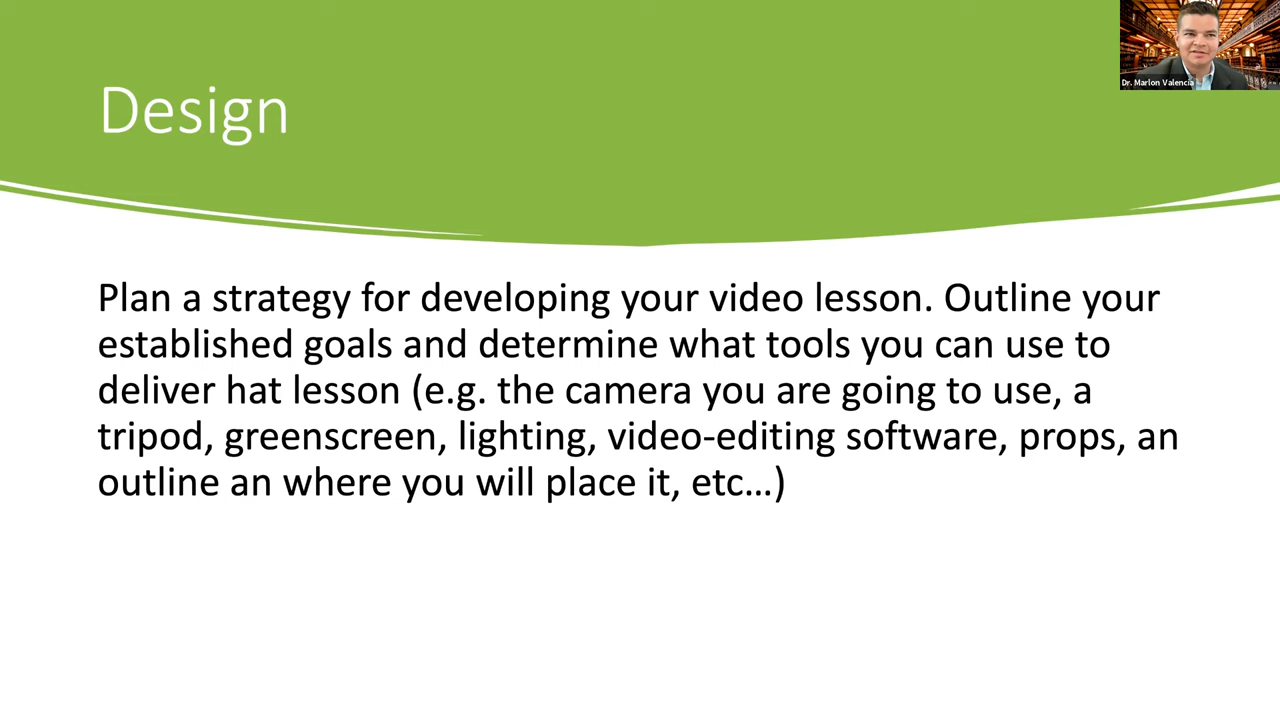 Design
Dr. Marlon Valencia
Plan a strategy for developing your video lesson. Outline your
established goals and determine what tools you can use to
deliver hat lesson (e.g. the camera you are going to use, a
tripod, greenscreen, lighting, video-editing software, props, an
outline an where you will place it, etc…)